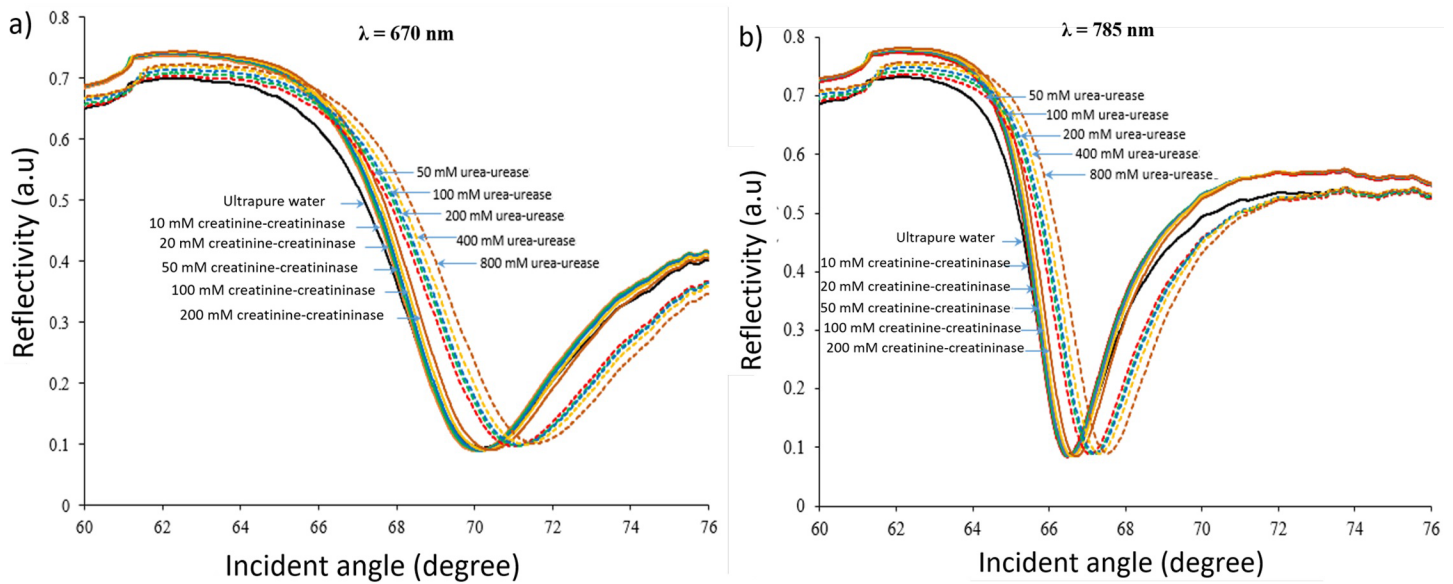 a)
λ = 670 nm
Reflectivity (a.u)
0.8
0.7
0.6
0.5
0.4
0.3
0.2
0.1
0
50 mM urea-urease
100 mM urea-urease
200 mM urea-urease
400 mM urea-urease
800 mM urea-urease
Ultrapure water
10 mM creatinine-creatininase
20 mM creatinine-creatininase
50 mM creatinine-creatininase
100 mM creatinine-creatininase
200 mM creatinine-creatininase
60 62 64 66 68 70 72 74 76
Incident angle (degree)
b)
λ = 785 nm
Reflectivity (a.u)
0.8
0.7
0.6
0.5
0.4
0.3
0.2
0.1
0
50 mM urea-urease
100 mM urea-urease
200 mM urea-urease
400 mM urea-urease
800 mM urea-urease
Ultrapure water
10 mM creatinine-creatininase
20 mM creatinine-creatininase
50 mM creatinine-creatininase
100 mM creatinine-creatininase
200 mM creatinine-creatininase
60 62 64 66 68 70 72 74 76
Incident angle (degree)